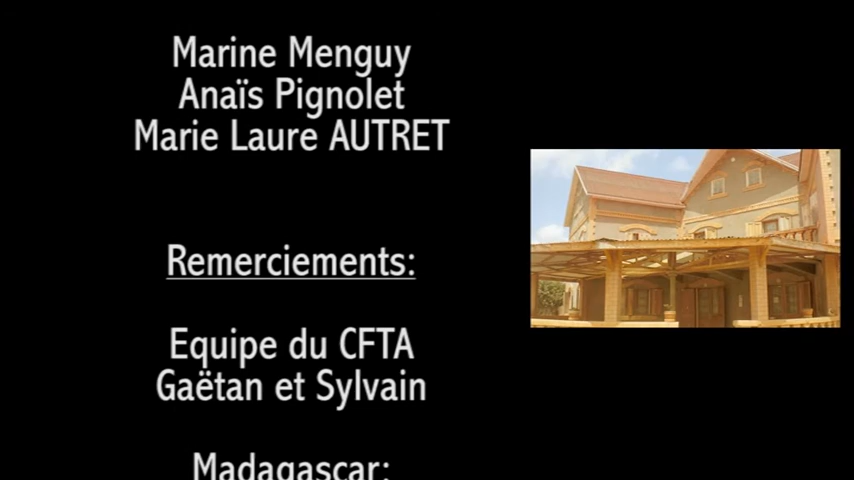 Marine Menguy
Anaïs Pignolet
Marie Laure AUTRET
Remerciements:
Equipe du CFTA
Gaëtan et Sylvain
Madagascar: